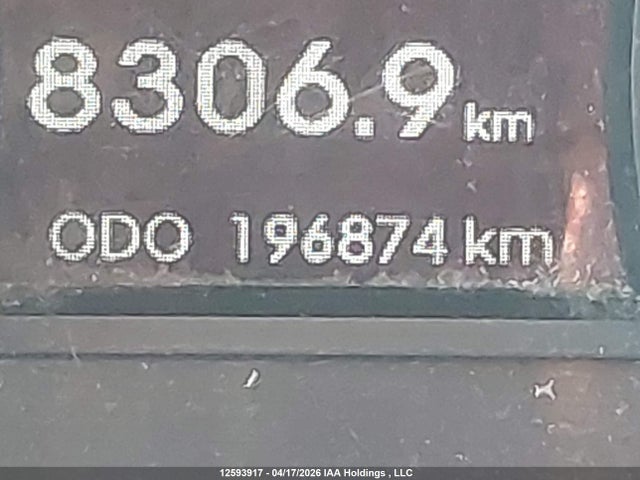 8306.9 km
ODO 196874 km
12593917 - 04/17/2026 IAA Holdings , LLC